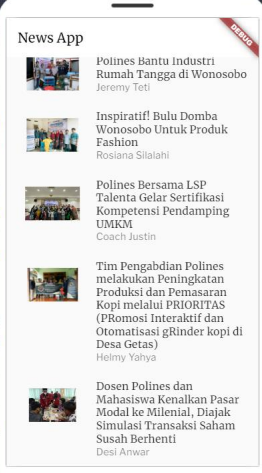 News App
DEBUG
Polines Bantu Industri
Rumah Tangga di Wonosobo
Jeremy Teti
Inspiratif! Bulu Domba
Wonosobo Untuk Produk
Fashion
Rosiana Silalahi
Polines Bersama LSP
Talenta Gelar Sertifikasi
Kompetensi Pendamping
UMKM
Coach Justin
Tim Pengabdian Polines
melakukan Peningkatan
Produksi dan Pemasaran
Kopi melalui PRIORITAS
(PRomosi Interaktif dan
Otomatisasi gRinder kopi di
Desa Getas)
Helmy Yahya
Dosen Polines dan
Mahasiswa Kenalkan Pasar
Modal ke Milenial, Diajak
Simulasi Transaksi Saham
Susah Berhenti
Desi Anwar